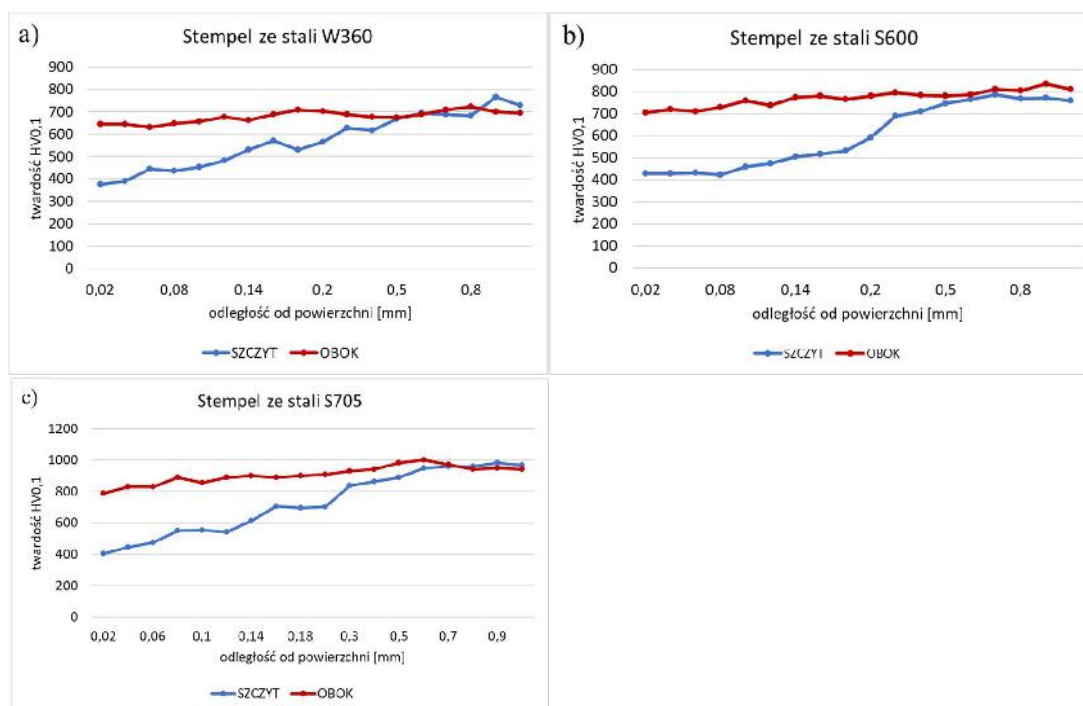 a)
Stempel ze stali W360
twardość HV0,1
900
800
700
600
500
400
300
200
100
0
0,02 0,08 0,14 0,2 0,5 0,8
odległość od powierzchni [mm]
SZCZYT OBOK
b)
Stempel ze stali S600
twardość HV0,1
900
800
700
600
500
400
300
200
100
0
0,02 0,08 0,14 0,2 0,5 0,8
odległość od powierzchni [mm]
SZCZYT OBOK
c)
Stempel ze stali S705
twardość HV0,1
1200
1000
800
600
400
200
0
0,02 0,06 0,1 0,14 0,18 0,3 0,5 0,7 0,9
odległość od powierzchni [mm]
SZCZYT OBOK